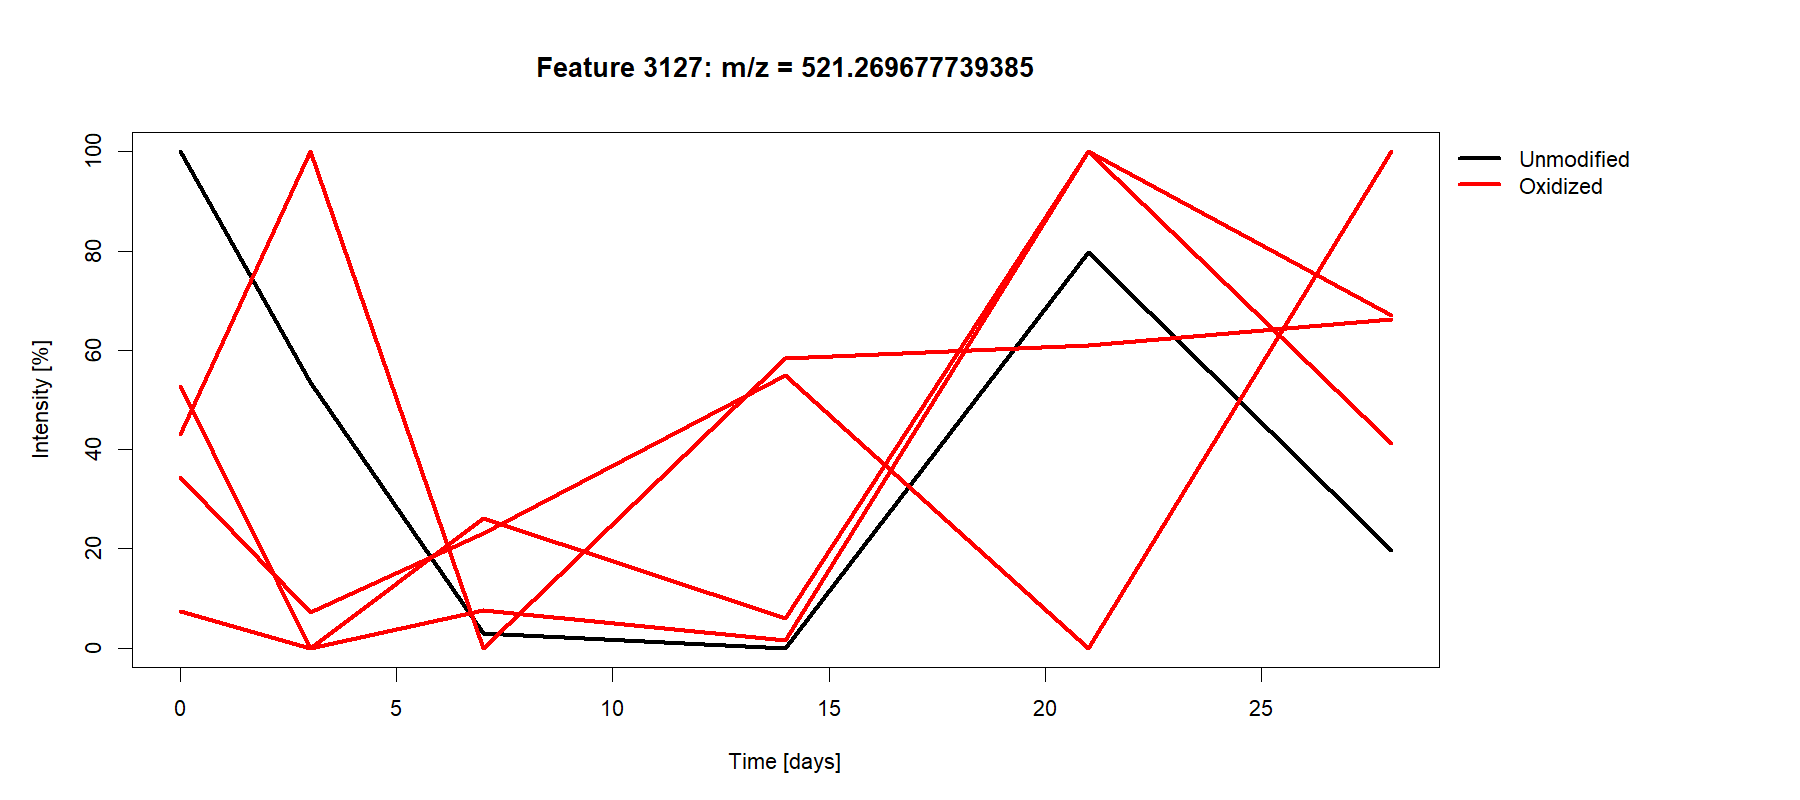 Feature 3127: m/z = 521.269677739385
Unmodified
Oxidized
Intensity [%]
100
80
60
40
20
0
0 5 10 15 20 25
Time [days]